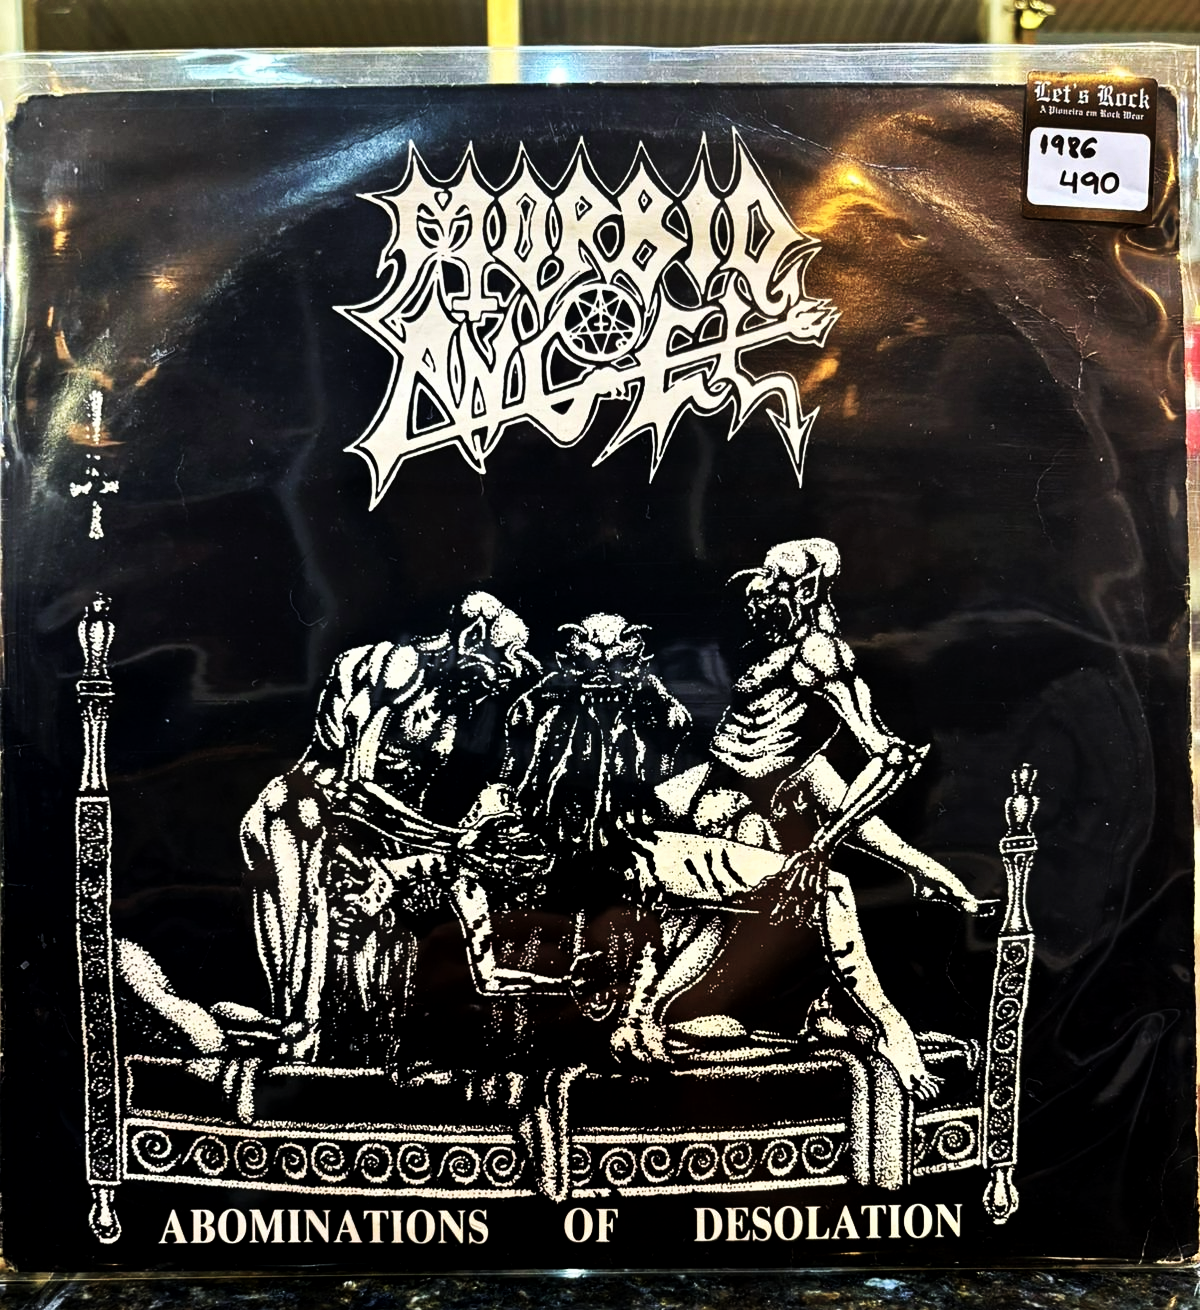 Let's Rock
A Pioneira em Rock Wear
1986
490
MORBID
ANGEL
ABOMINATIONS OF DESOLATION